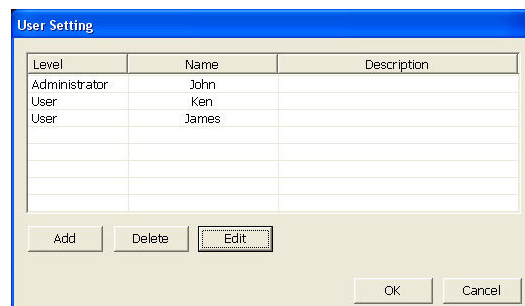 User Setting
Level Name Description
Administrator John
User Ken
User James
Add Delete Edit
OK Cancel